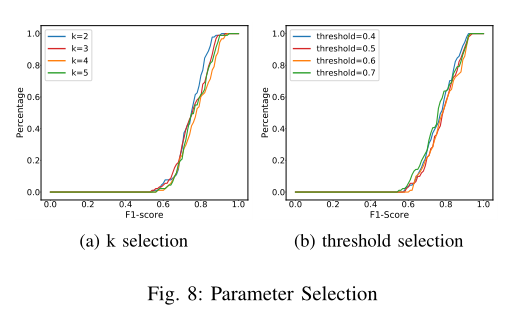 k=2
k=3
k=4
k=5
1.0
0.8
0.6
0.4
0.2
0.0
Percentage
0.0 0.2 0.4 0.6 0.8 1.0
F1-score
(a) k selection
threshold=0.4
threshold=0.5
threshold=0.6
threshold=0.7
1.0
0.8
0.6
0.4
0.2
0.0
Percentage
0.0 0.2 0.4 0.6 0.8 1.0
F1-Score
(b) threshold selection
Fig. 8: Parameter Selection